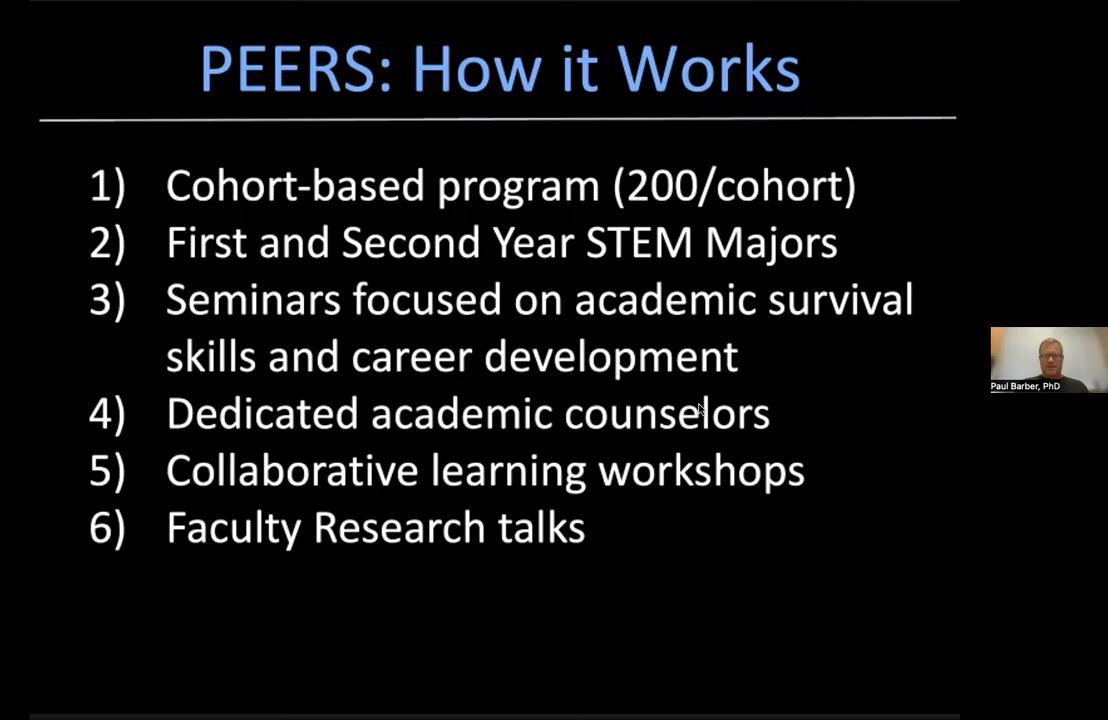 PEERS: How it Works
1) Cohort-based program (200/cohort)
2) First and Second Year STEM Majors
3) Seminars focused on academic survival
skills and career development
4) Dedicated academic counselors
5) Collaborative learning workshops
6) Faculty Research talks
Paul Barber, PhD